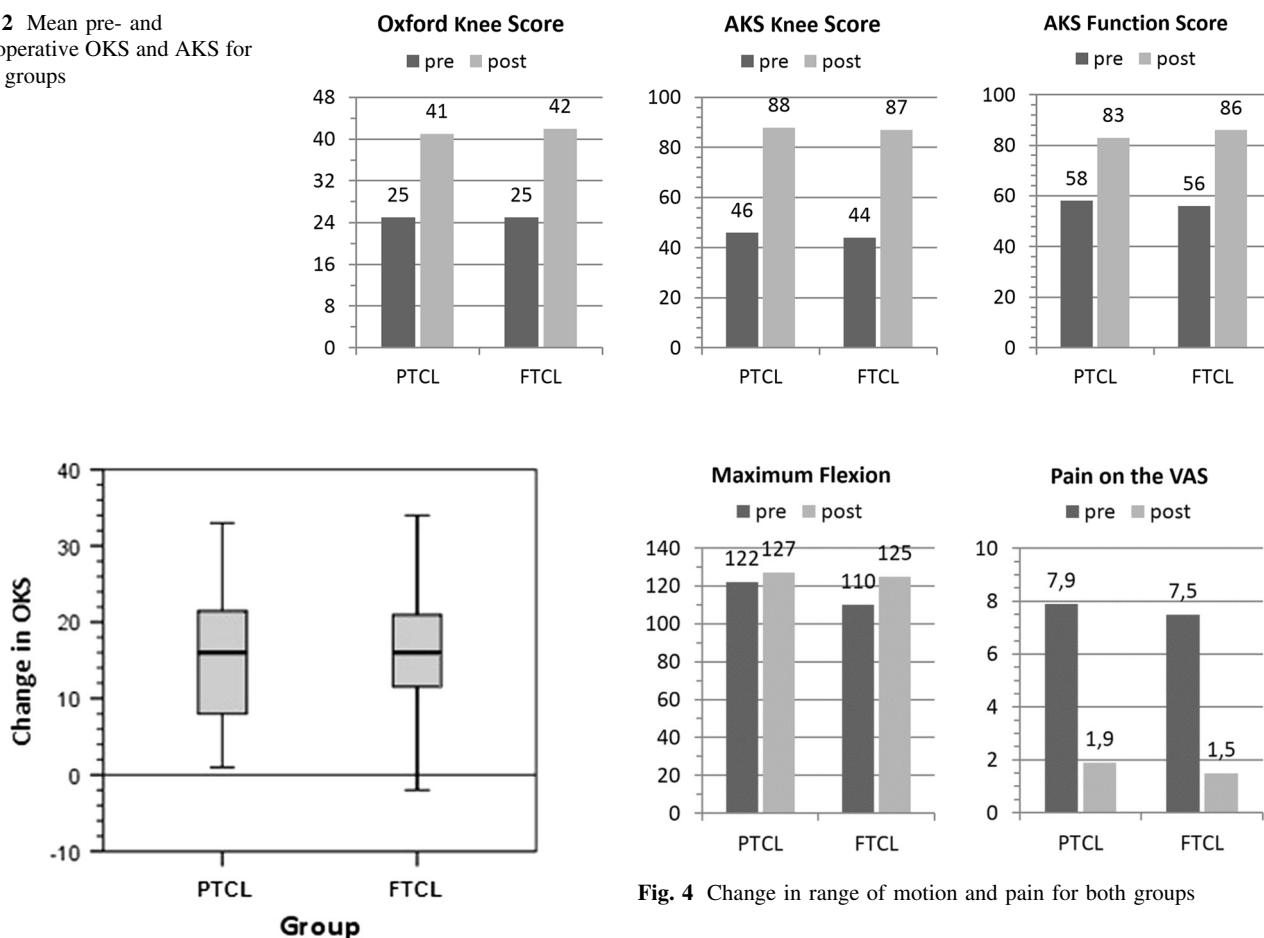 2 Mean pre- and
operative OKS and AKS for
groups
Oxford Knee Score
pre post
48
40
32
24
16
8
0
25
41
25
42
PTCL FTCL
AKS Knee Score
pre post
100
80
60
40
20
0
46
88
44
87
PTCL FTCL
AKS Function Score
pre post
100
80
60
40
20
0
58
83
56
86
PTCL FTCL
Change in OKS
40
30
20
10
0
-10
PTCL FTCL
Group
Maximum Flexion
pre post
140
120
100
80
60
40
20
0
122
127
110
125
PTCL FTCL
Pain on the VAS
pre post
10
8
6
4
2
0
7,9
1,9
7,5
1,5
PTCL FTCL
Fig. 4 Change in range of motion and pain for both groups